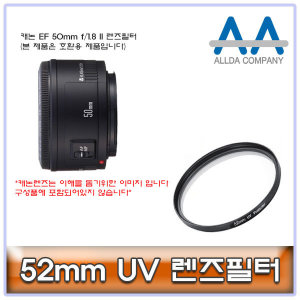 캐논 EF 50mm f/1.8 II 렌즈필터
(본 제품은 호환용 제품입니다)
ALLDA COMPANY
50mm
*캐논렌즈는 이해를 돕기위한 이미지 입니다
구성품에 포함되어있지 않습니다*
52mm UV
52mm UV 렌즈필터